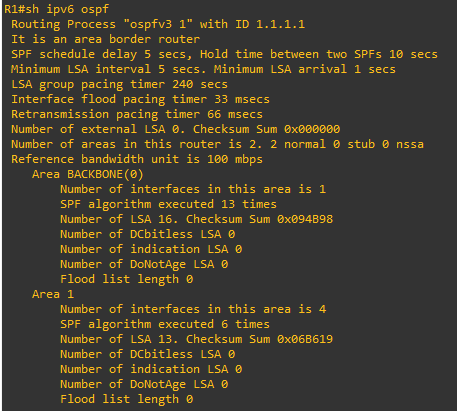 R1#sh ipv6 ospf
Routing Process "ospfv3 1" with ID 1.1.1.1
It is an area border router
SPF schedule delay 5 secs, Hold time between two SPFs 10 secs
Minimum LSA interval 5 secs. Minimum LSA arrival 1 secs
LSA group pacing timer 240 secs
Interface flood pacing timer 33 msecs
Retransmission pacing timer 66 msecs
Number of external LSA 0. Checksum Sum 0x000000
Number of areas in this router is 2. 2 normal 0 stub 0 nssa
Reference bandwidth unit is 100 mbps
Area BACKBONE(0)
Number of interfaces in this area is 1
SPF algorithm executed 13 times
Number of LSA 16. Checksum Sum 0x094B98
Number of DCbitless LSA 0
Number of indication LSA 0
Number of DoNotAge LSA 0
Flood list length 0
Area 1
Number of interfaces in this area is 4
SPF algorithm executed 6 times
Number of LSA 13. Checksum Sum 0x06B619
Number of DCbitless LSA 0
Number of indication LSA 0
Number of DoNotAge LSA 0
Flood list length 0